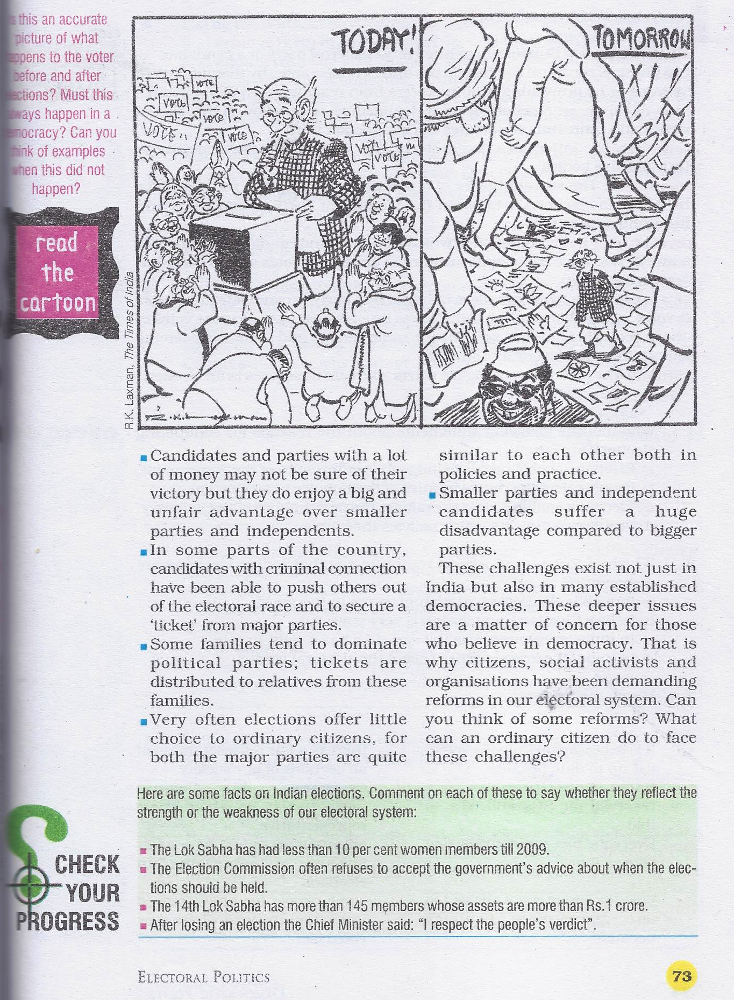 s this an accurate
picture of what
appens to the voter
before and after
ections? Must this
ways happen in a
mocracy? Can you
ink of examples
when this did not
happen?
read
the
cartoon
R.K. Laxman, The Times of India
TODAY!
VOTE
VOTE
VOTE
VOTE
VOTE
VOT
VOTE
R.K. Laxman
TOMORROW
Candidates and parties with a lot
of money may not be sure of their
victory but they do enjoy a big and
unfair advantage over smaller
parties and independents.
In some parts of the country,
candidates with criminal connection
have been able to push others out
of the electoral race and to secure a
‘ticket’ from major parties.
Some families tend to dominate
political parties; tickets are
distributed to relatives from these
families.
Very often elections offer little
choice to ordinary citizens, for
both the major parties are quite
similar to each other both in
policies and practice.
Smaller parties and independent
candidates suffer a huge
disadvantage compared to bigger
parties.
These challenges exist not just in
India but also in many established
democracies. These deeper issues
are a matter of concern for those
who believe in democracy. That is
why citizens, social activists and
organisations have been demanding
reforms in our electoral system. Can
you think of some reforms? What
can an ordinary citizen do to face
these challenges?
CHECK
YOUR
PROGRESS
Here are some facts on Indian elections. Comment on each of these to say whether they reflect the
strength or the weakness of our electoral system:
The Lok Sabha has had less than 10 per cent women members till 2009.
The Election Commission often refuses to accept the government's advice about when the elec-
tions should be held.
The 14th Lok Sabha has more than 145 members whose assets are more than Rs.1 crore.
After losing an election the Chief Minister said: “I respect the people's verdict”.
ELECTORAL POLITICS
73